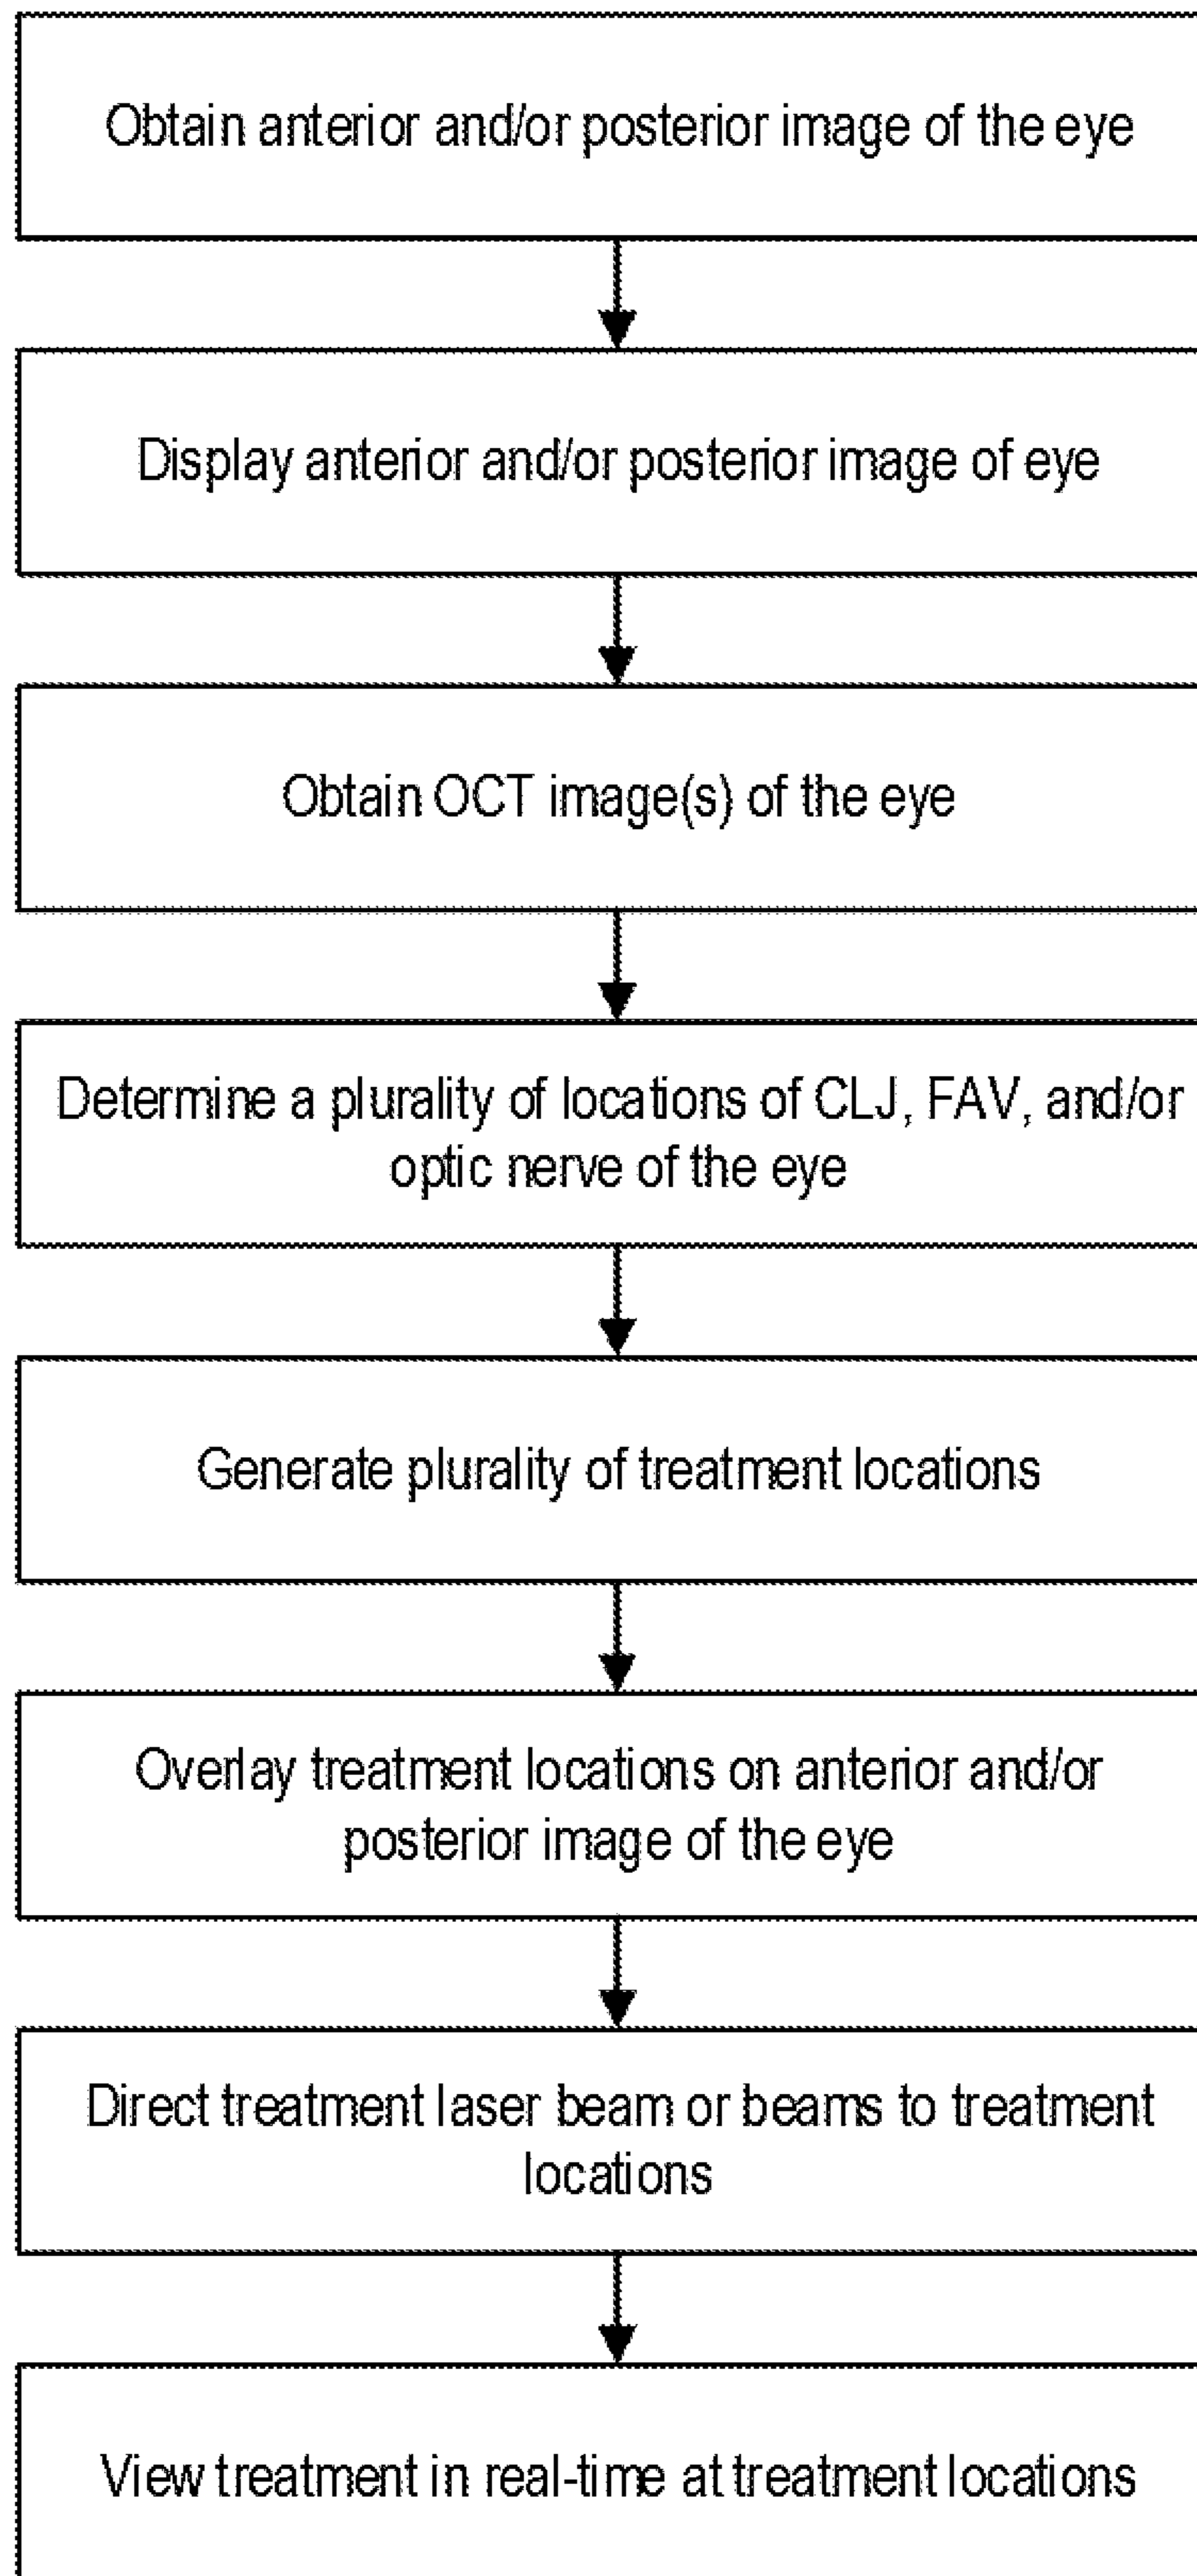 Obtain anterior and/or posterior image of the eye
Display anterior and/or posterior image of eye
Obtain OCT image(s) of the eye
Determine a plurality of locations of CLJ, FAV, and/or
optic nerve of the eye
Generate plurality of treatment locations
Overlay treatment locations on anterior and/or
posterior image of the eye
Direct treatment laser beam or beams to treatment
locations
View treatment in real-time at treatment locations